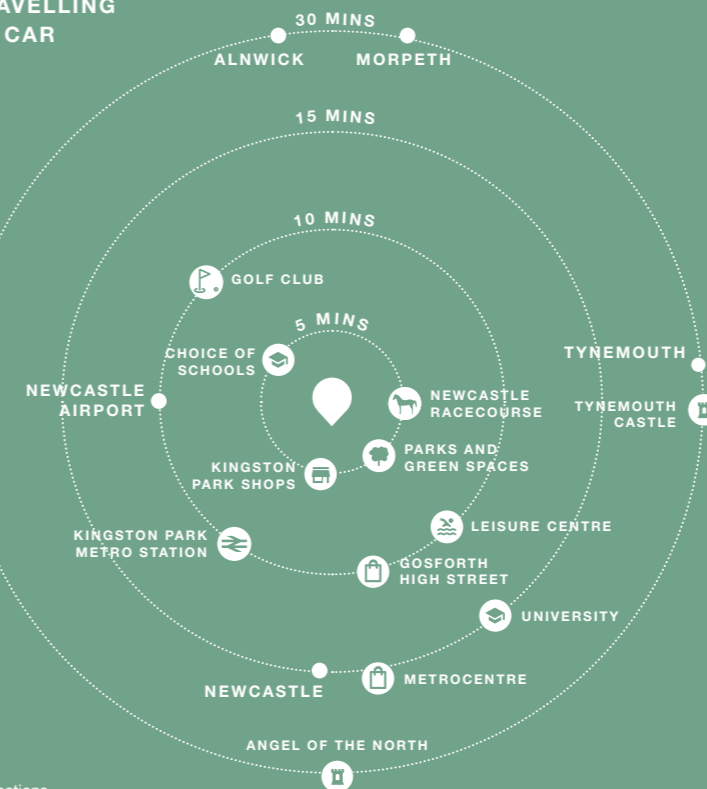 CAR
30 MINS
ALNWICK
MORPETH
15 MINS
10 MINS
GOLF CLUB
5 MINS
CHOICE OF
SCHOOLS
TYNEMOUTH
NEWCASTLE
AIRPORT
NEWCASTLE
RACECOURSE
TYNEMOUTH
CASTLE
PARKS AND
GREEN SPACES
KINGSTON
PARK SHOPS
LEISURE CENTRE
KINGSTON PARK
METRO STATION
GOSFORTH
HIGH STREET
UNIVERSITY
NEWCASTLE
METROCENTRE
ANGEL OF THE NORTH